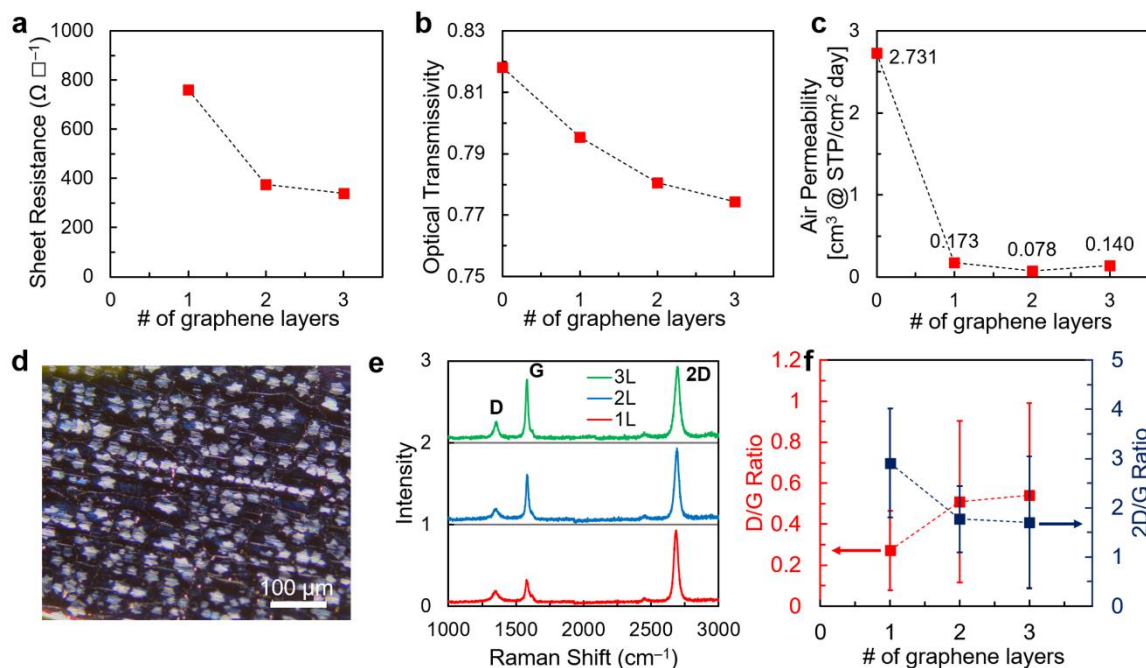 a
1000
800
600
400
200
0
Sheet Resistance (Ω □⁻¹)
0 1 2 3
# of graphene layers
b
0.83
0.81
0.79
0.77
0.75
Optical Transmissivity
0 1 2 3
# of graphene layers
c
3
2
1
0
Air Permeability
[cm³ @ STP/cm² day]
2.731
0.173
0.078
0.140
0 1 2 3
# of graphene layers
d
100 µm
e
3
2
1
0
Intensity
D
G
2D
3L
2L
1L
1000 1500 2000 2500 3000
Raman Shift (cm⁻¹)
f
1.2
1
0.8
0.6
0.4
0.2
0
D/G Ratio
5
4
3
2
1
0
2D/G Ratio
0 1 2 3
# of graphene layers